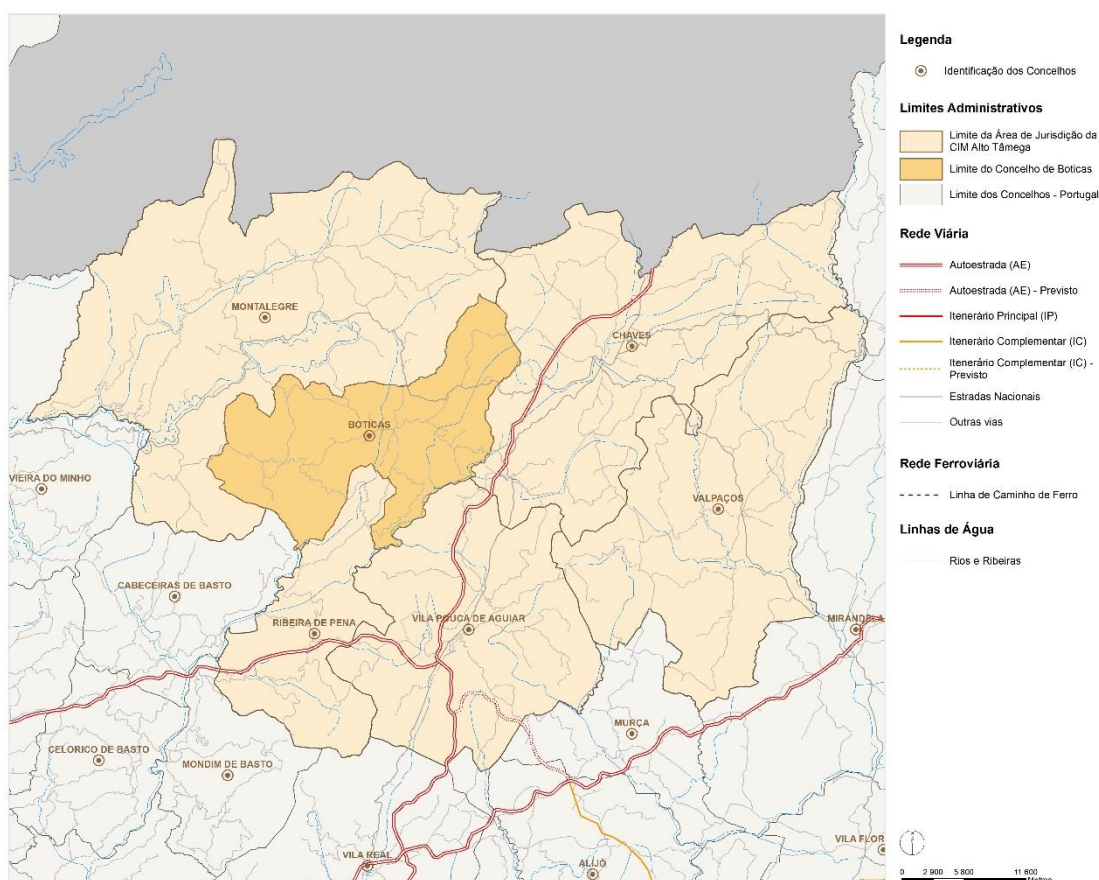 MONTALEGRE
CHAVES
BOTICAS
VIEIRA DO MINHO
VALPAÇOS
CABECEIRAS DE BASTO
RIBEIRA DE PENA
VILA POUCA DE AGUIAR
MIRANDELA
MURÇA
CELORICO DE BASTO
MONDIM DE BASTO
VILA REAL
ALIJÓ
VILA FLOR
Legenda
Identificação dos Concelhos
Limites Administrativos
Limite da Área de Jurisdição da
CIM Alto Tâmega
Limite do Concelho de Boticas
Limite dos Concelhos - Portugal
Rede Viária
Autoestrada (AE)
Autoestrada (AE) - Previsto
Itenerário Principal (IP)
Itenerário Complementar (IC)
Itenerário Complementar (IC) -
Previsto
Estradas Nacionais
Outras vias
Rede Ferroviária
Linha de Caminho de Ferro
Linhas de Água
Rios e Ribeiras
0 2 900 5 800 11 600
Metros